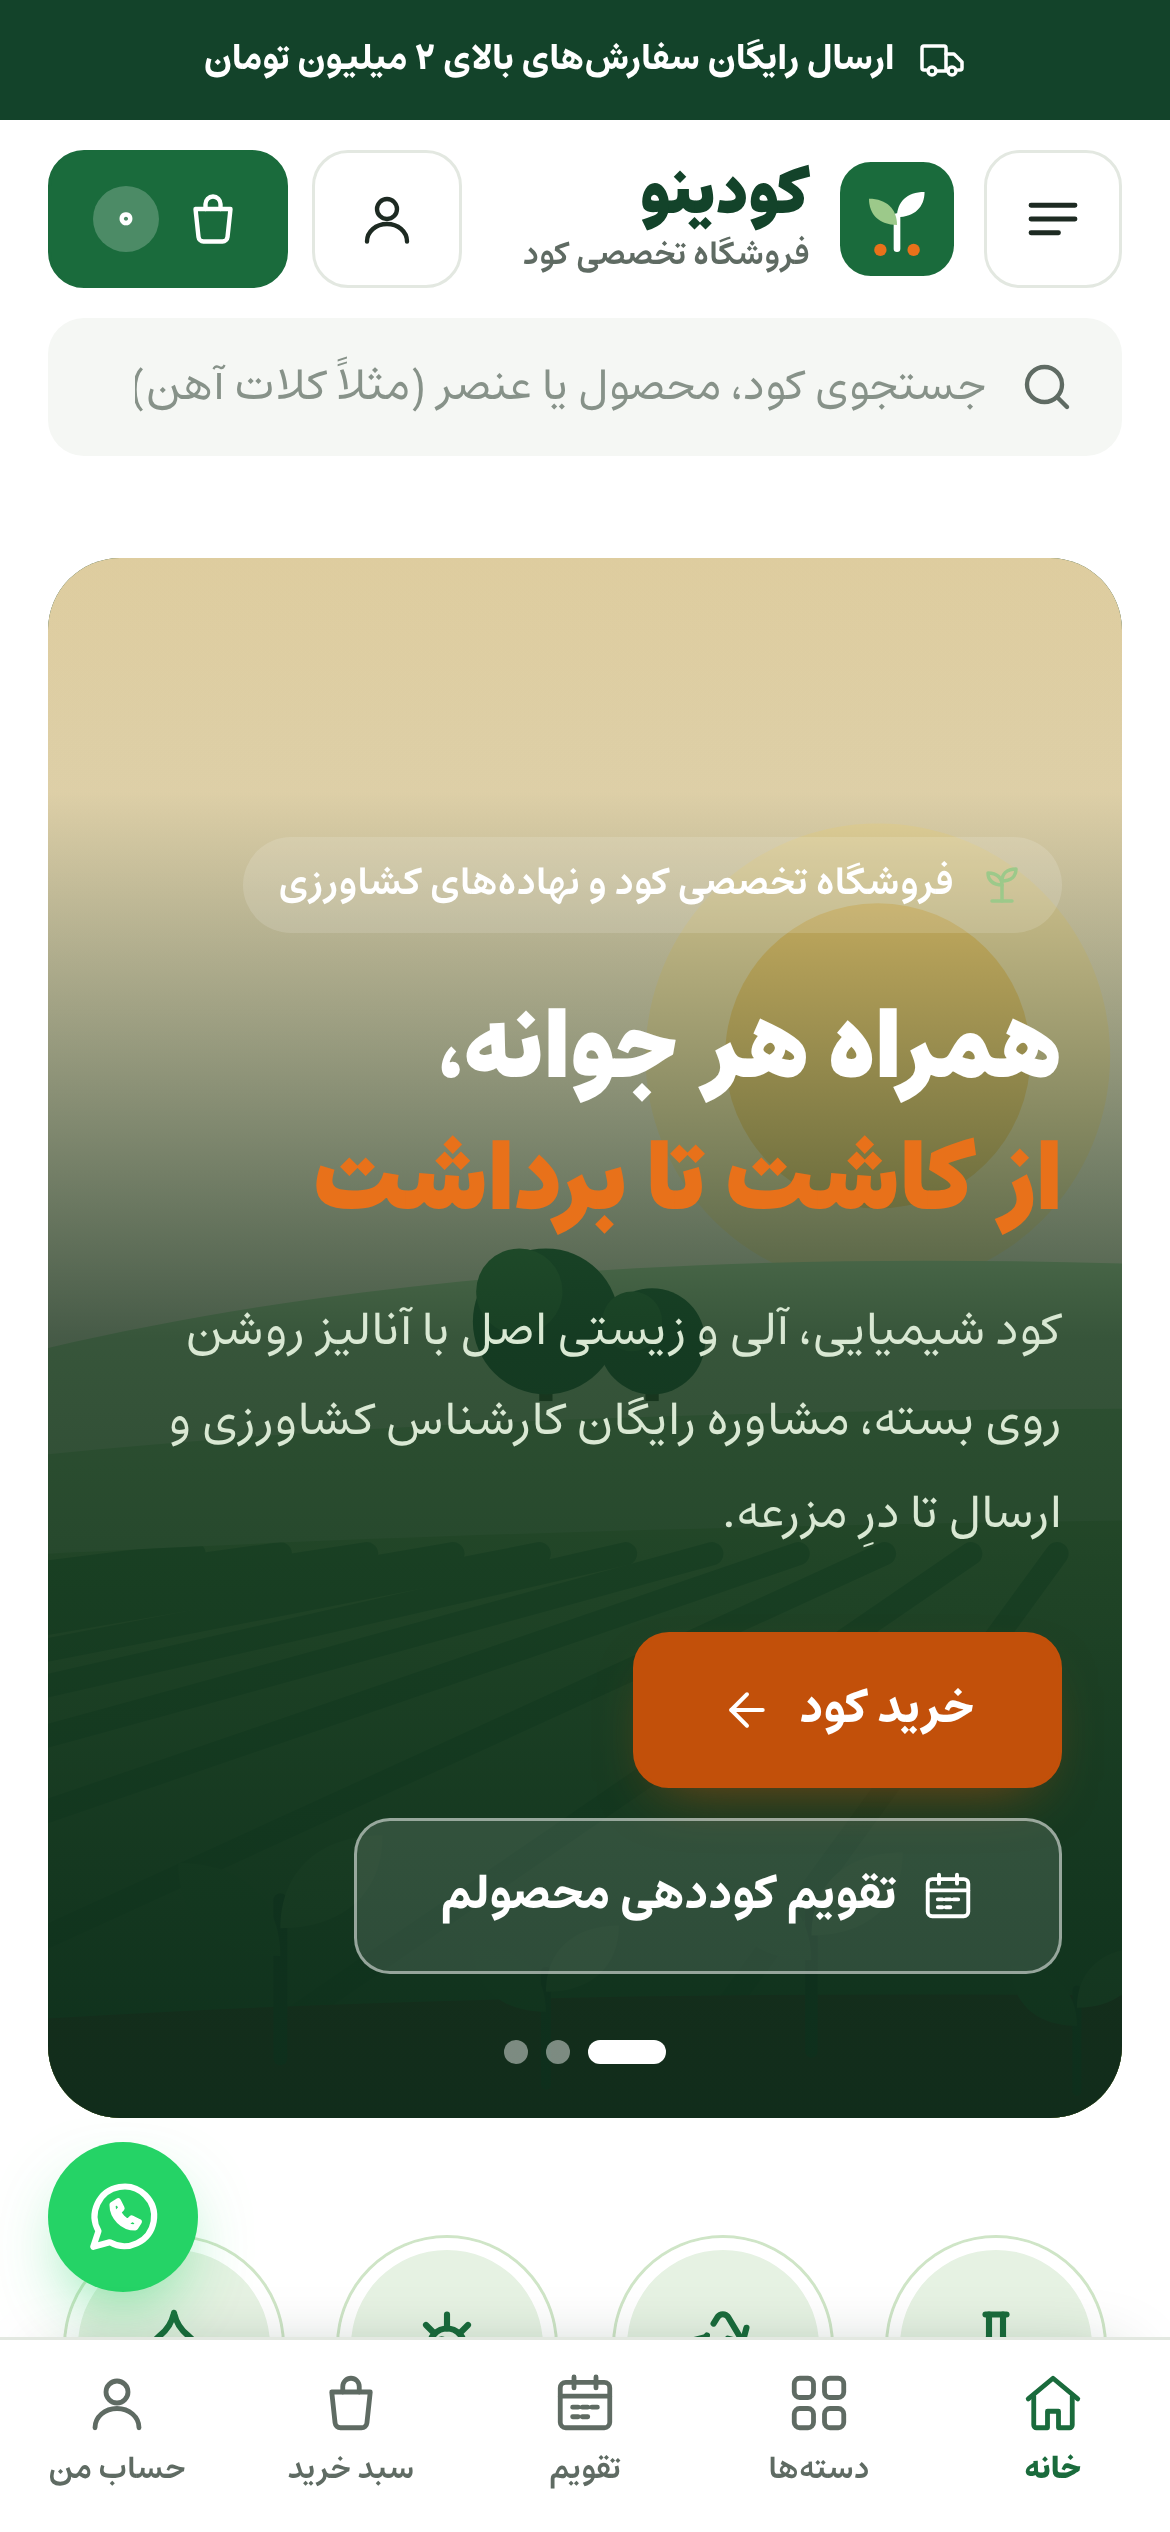 ارسال رایگان سفارش‌های بالای ۲ میلیون تومان
کودینو
فروشگاه تخصصی کود
۰
جستجوی کود، محصول یا عنصر (مثلاً کلات آهن)
فروشگاه تخصصی کود و نهاده‌های کشاورزی
همراه هر جوانه،
از کاشت تا برداشت
کود شیمیایی، آلی و زیستی اصل با آنالیز روشن
روی بسته، مشاوره رایگان کارشناس کشاورزی و
ارسال تا درِ مزرعه.
خرید کود
تقویم کوددهی محصولم
خانه
دسته‌ها
تقویم
سبد خرید
حساب من